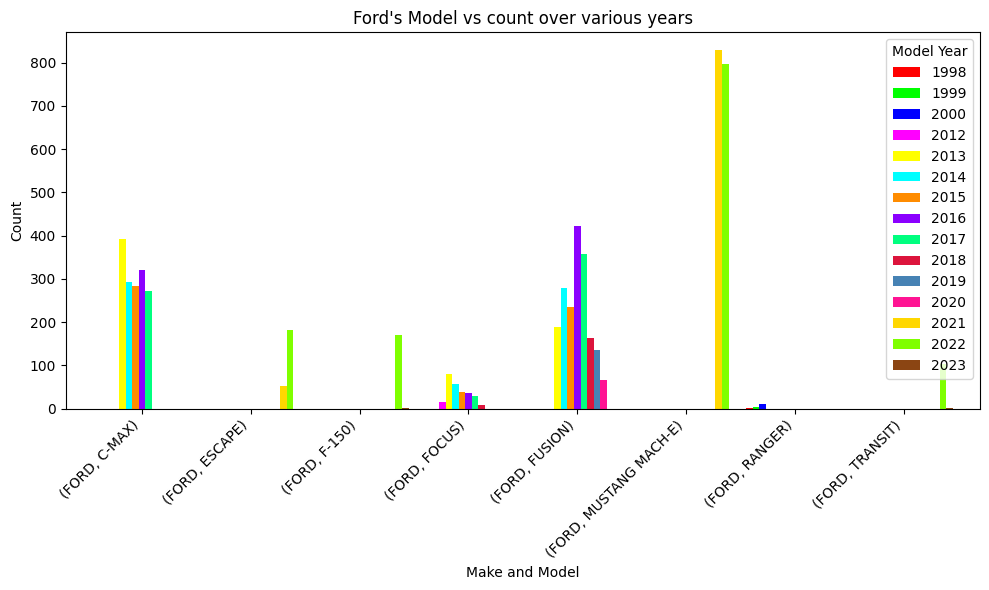 Ford's Model vs count over various years
Count
800
700
600
500
400
300
200
100
0
Model Year
1998
1999
2000
2012
2013
2014
2015
2016
2017
2018
2019
2020
2021
2022
2023
(FORD, C-MAX)
(FORD, ESCAPE)
(FORD, F-150)
(FORD, FOCUS)
(FORD, FUSION)
(FORD, MUSTANG MACH-E)
(FORD, RANGER)
(FORD, TRANSIT)
Make and Model